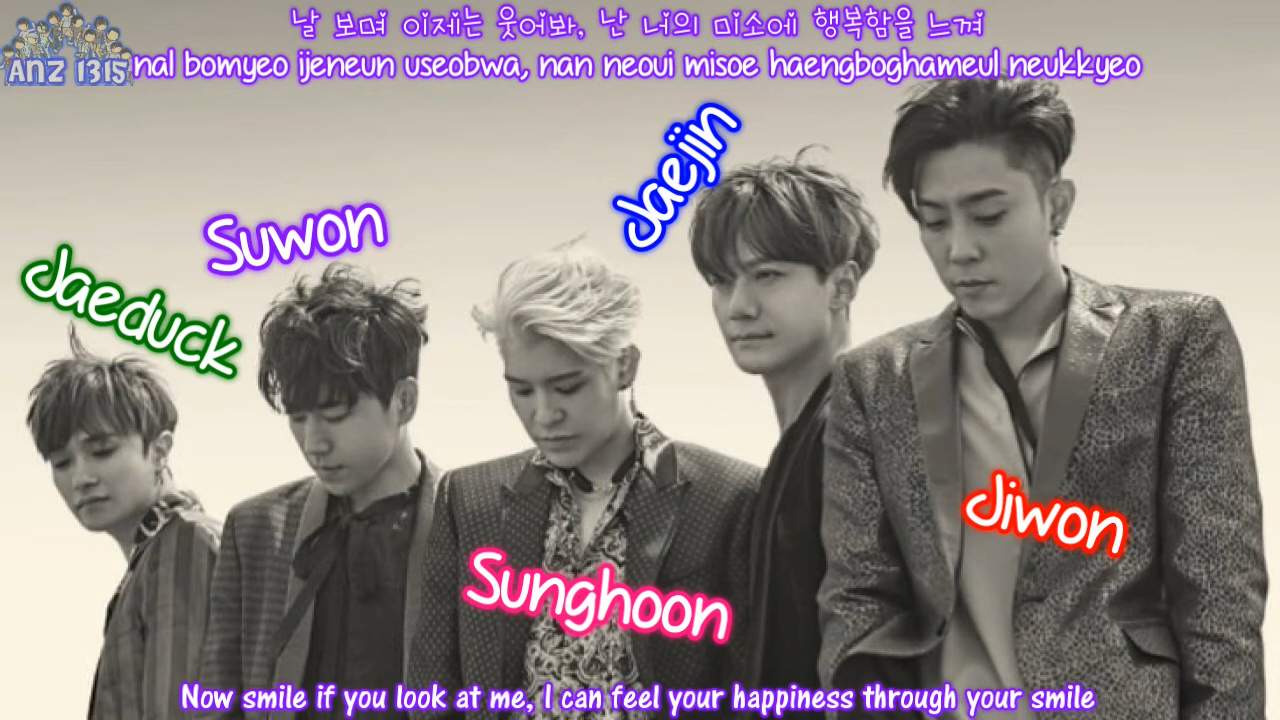 날 보며 이제는 웃어봐, 난 너의 미소에 행복함을 느껴
nal bomyeo ijeneun useobwa, nan neoui misoe haengboghameul neukkyeo
ANZ 1315
Jaejin
Suwon
Jaeduck
Jiwon
Sunghoon
Now smile if you look at me, I can feel your happiness through your smile